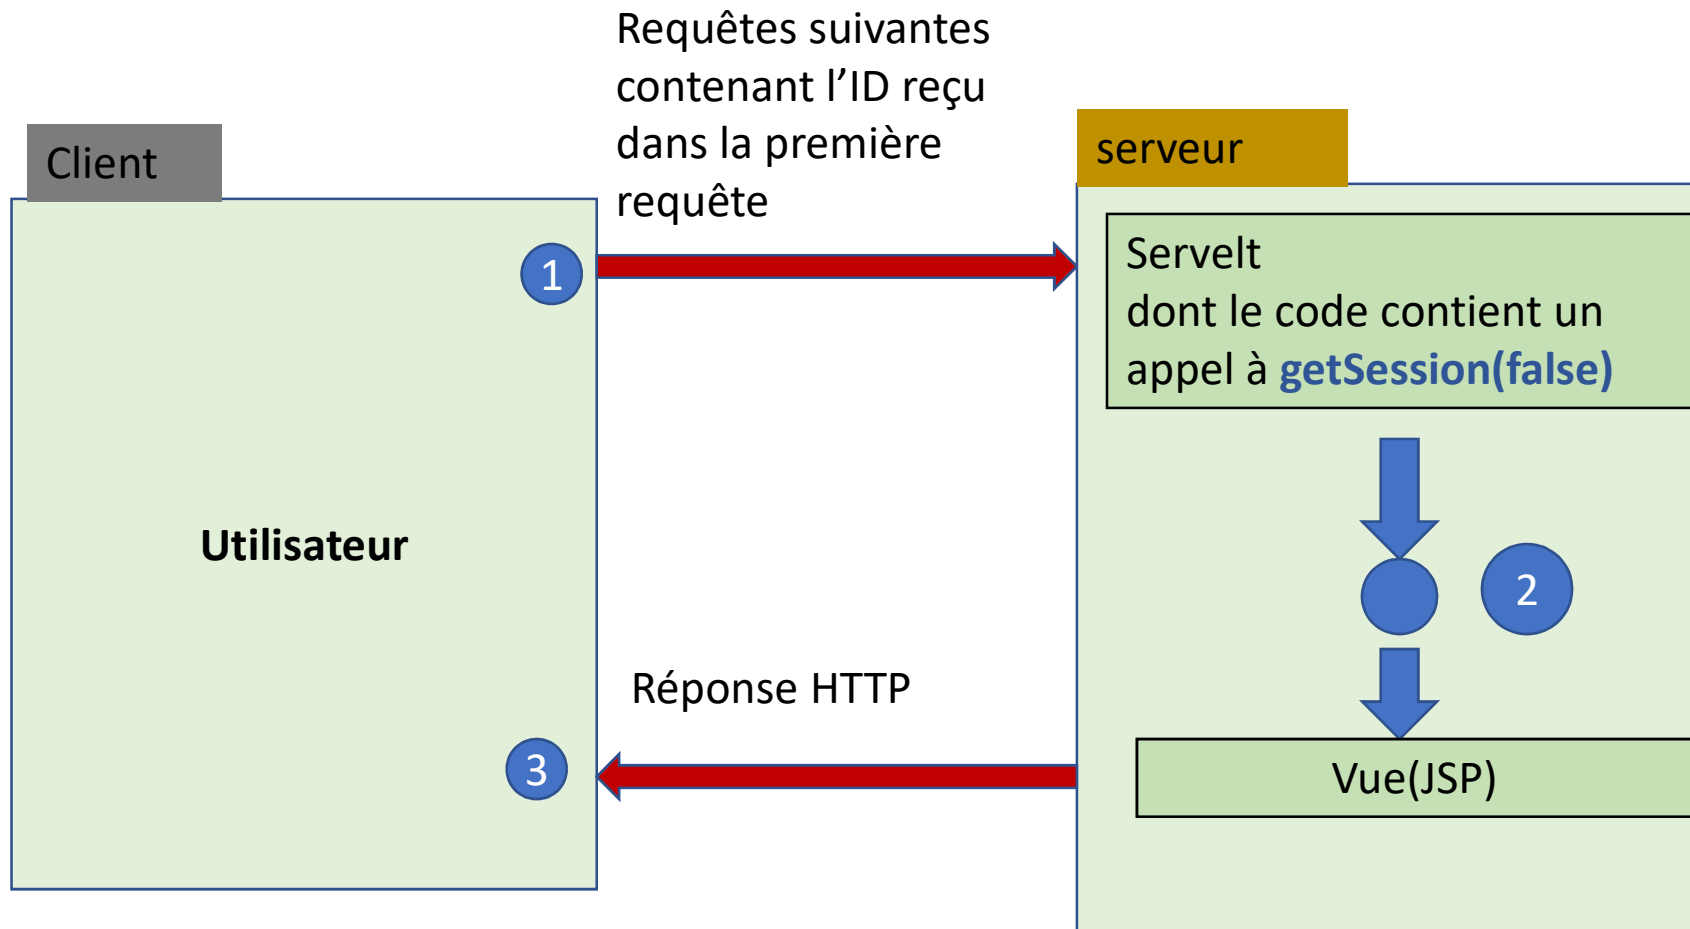 Requêtes suivantes
contenant l’ID reçu
dans la première
requête
Client
serveur
1
Servelt
dont le code contient un
appel à getSession(false)
Utilisateur
2
Réponse HTTP
3
Vue(JSP)